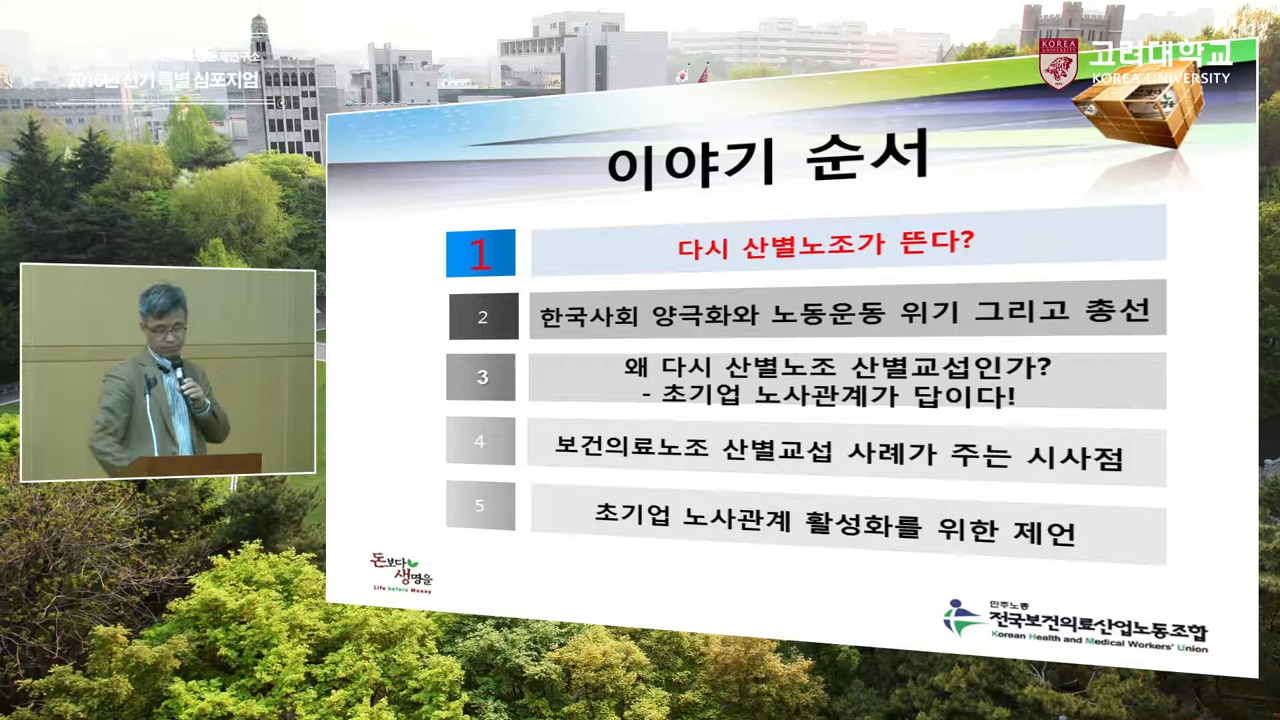 2016년 전기 특별 심포지엄
KOREA
UNIVERSITY
고려대학교
KOREA UNIVERSITY
이야기 순서
1
다시 산별노조가 뜬다?
2
한국사회 양극화와 노동운동 위기 그리고 총선
3
왜 다시 산별노조 산별교섭인가?
- 초기업 노사관계가 답이다!
4
보건의료노조 산별교섭 사례가 주는 시사점
5
초기업 노사관계 활성화를 위한 제언
돈보다
생명을
Life before Money
민주노총
전국보건의료산업노동조합
Korean Health and Medical Workers' Union